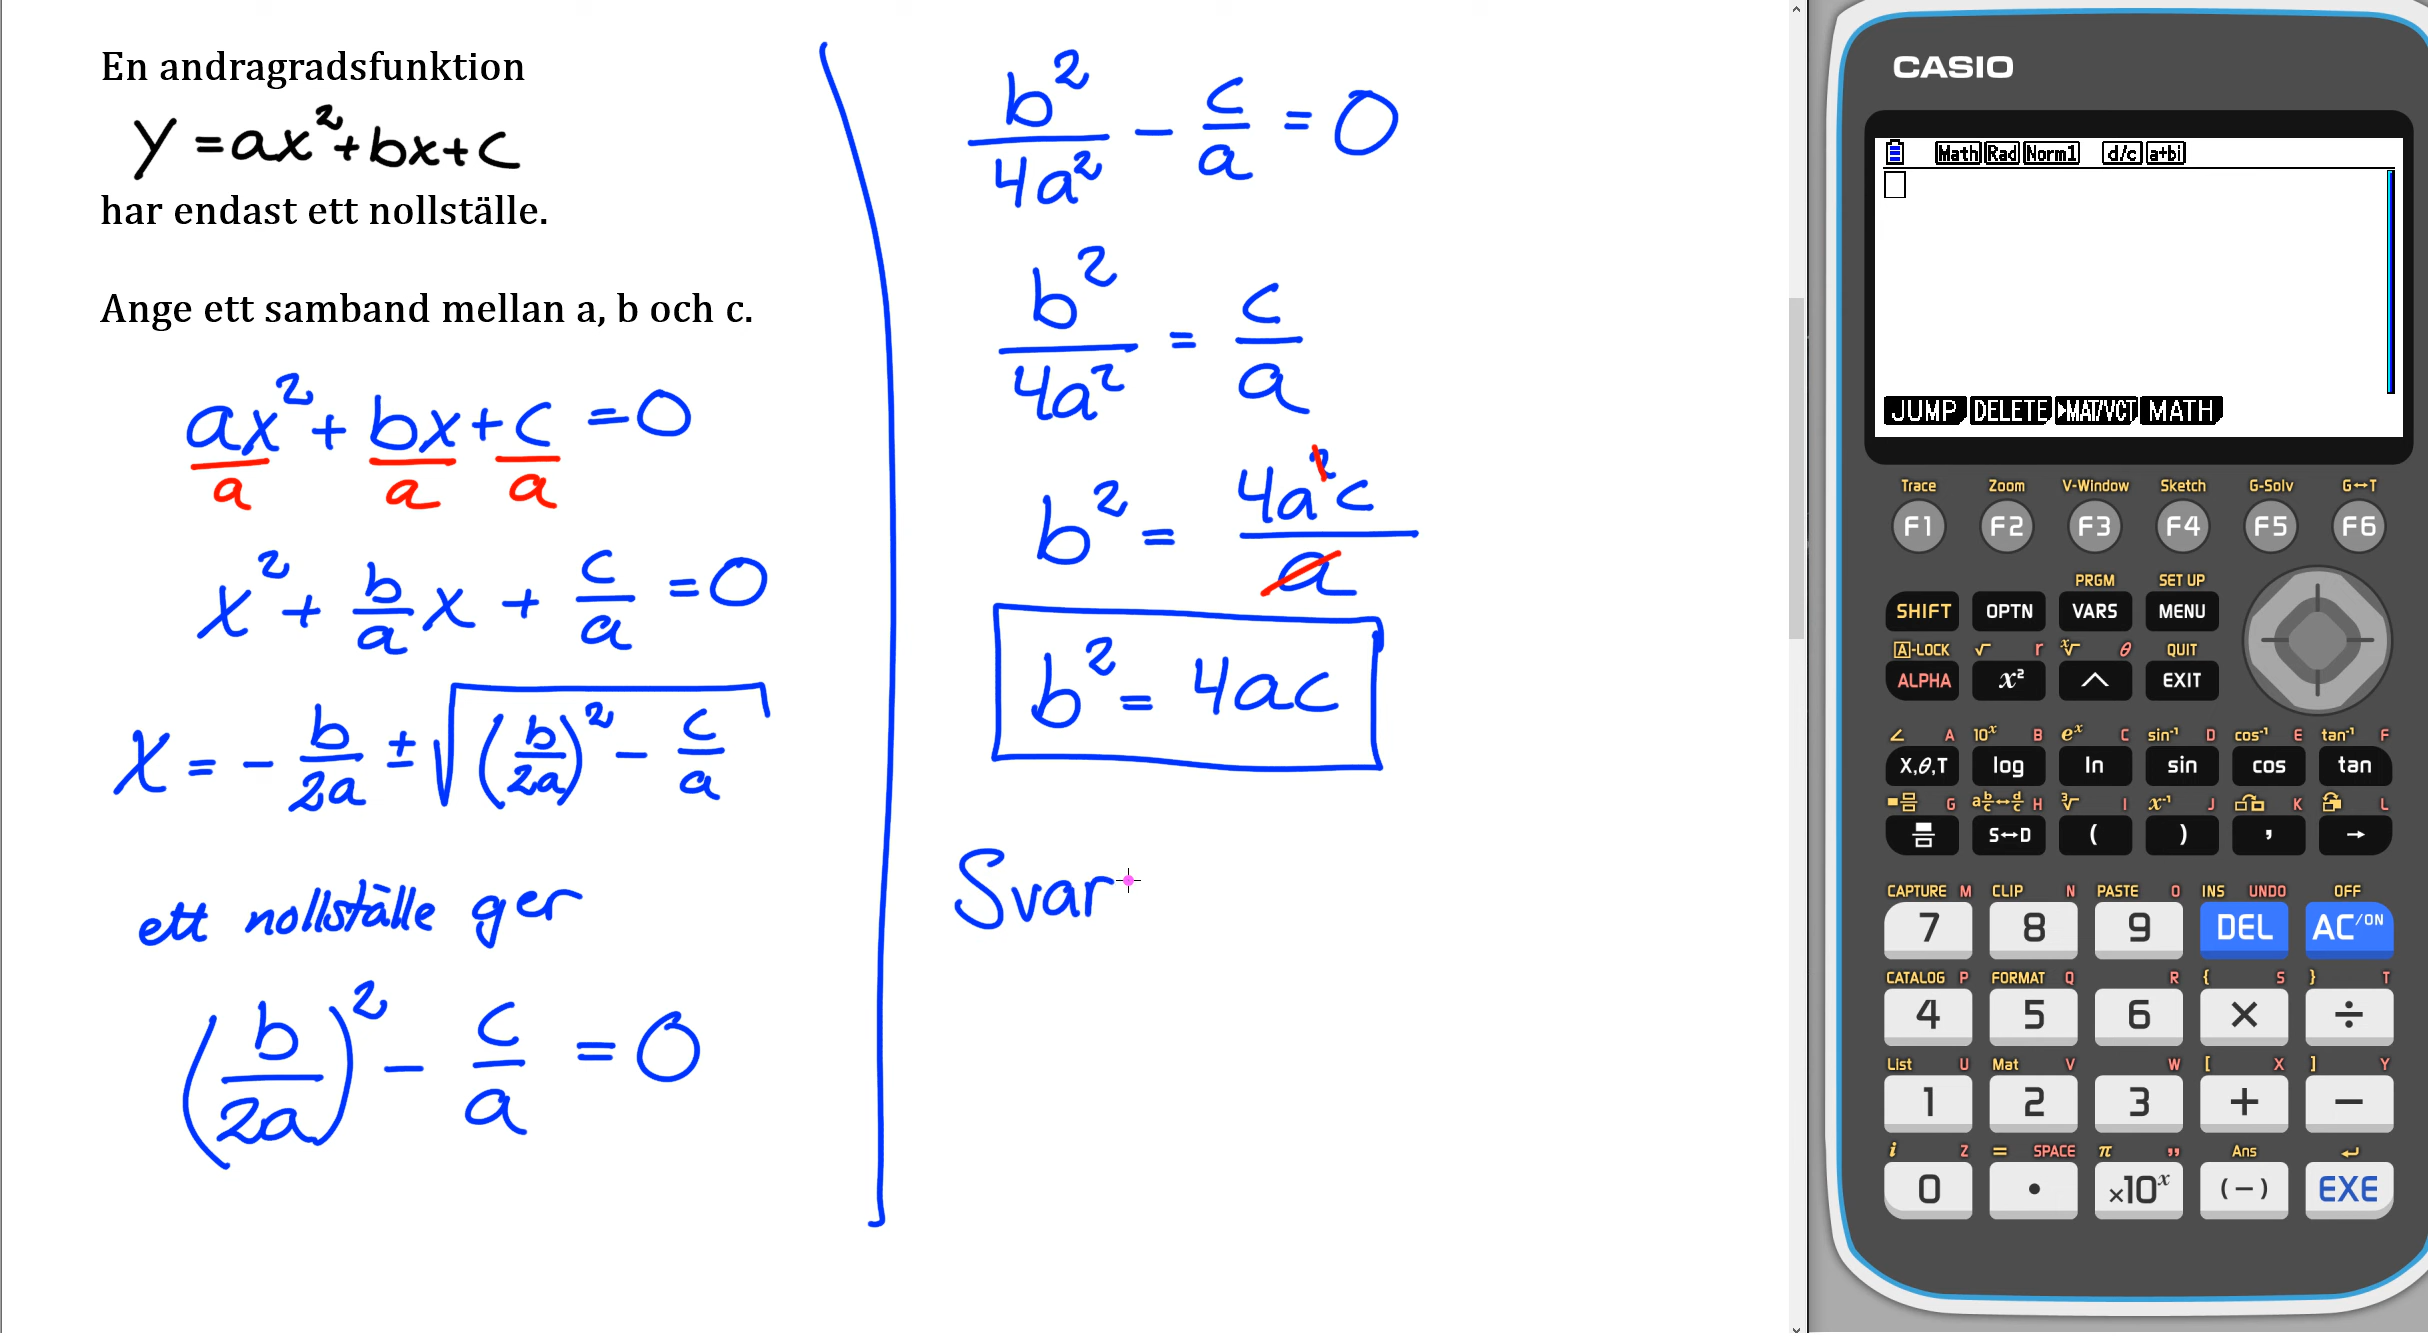 En andragradsfunktion
y = ax² + bx + c
har endast ett nollställe.
Ange ett samband mellan a, b och c.
ax²/a + bx/a + c/a = 0
x² + b/a x + c/a = 0
x = - b/2a ± √((b/2a)² - c/a)
ett nollställe ger
(b/2a)² - c/a = 0
b²/4a² - c/a = 0
b²/4a² = c/a
b² = 4a²c/a
b² = 4ac
Svar
CASIO
Math Rad Norm1 d/c a+bi
JUMP DELETE ▶MAT/VCT MATH
Trace Zoom V-Window Sketch G-Solv G↔T
F1 F2 F3 F4 F5 F6
PRGM SET UP
SHIFT OPTN VARS MENU
A-LOCK √ r ˣ√ θ QUIT
ALPHA x² ^ EXIT
∠ A 10ˣ B eˣ C sin⁻¹ D cos⁻¹ E tan⁻¹ F
X,θ,T log ln sin cos tan
G a b/c↔d/c H ³√ I x⁻¹ J K L
S↔D ( ) , →
CAPTURE M CLIP N PASTE O INS UNDO OFF
7 8 9 DEL AC/ON
CATALOG P FORMAT Q R { S } T
4 5 6 × ÷
List U Mat V W [ X ] Y
1 2 3 + −
i Z = SPACE π " Ans ↵
0 • ×10ˣ (−) EXE